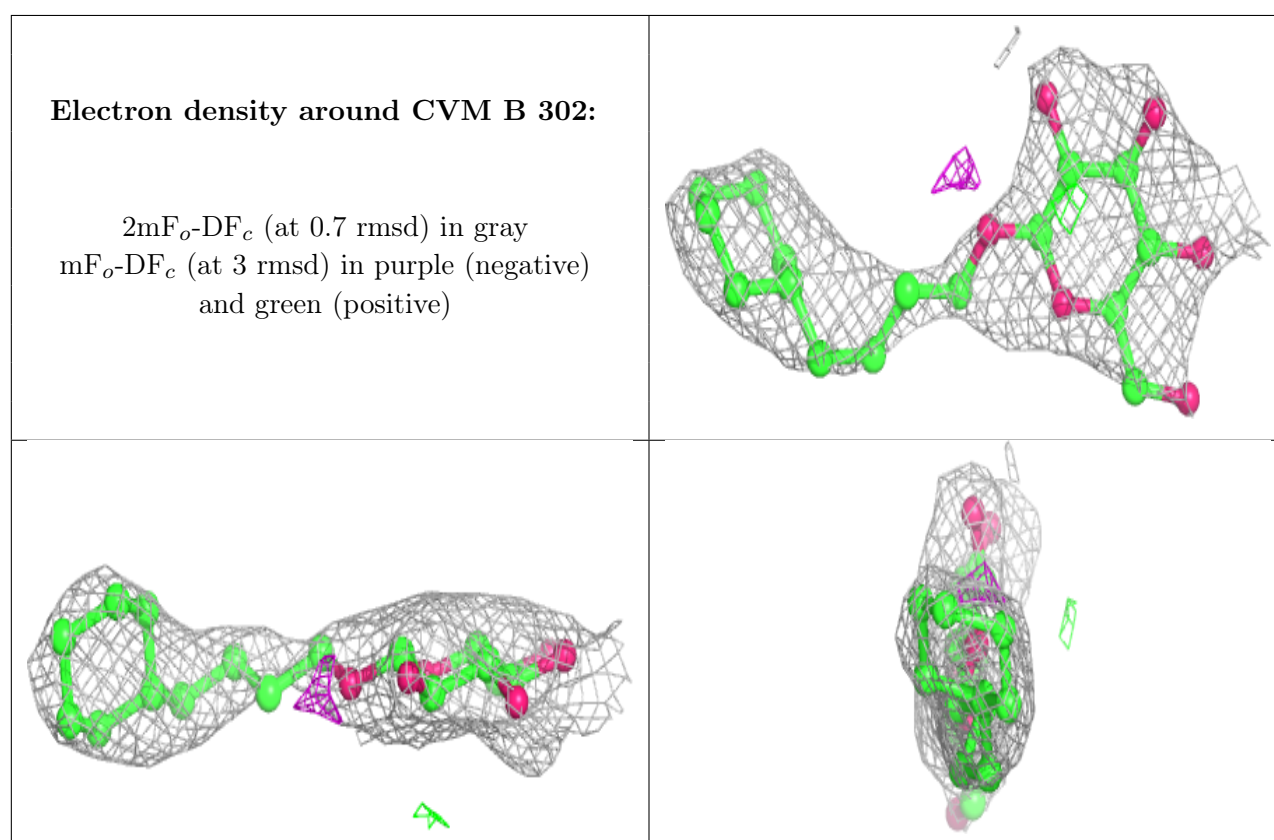 Electron density around CVM B 302:
2mFo-DFc (at 0.7 rmsd) in gray
mFo-DFc (at 3 rmsd) in purple (negative)
and green (positive)